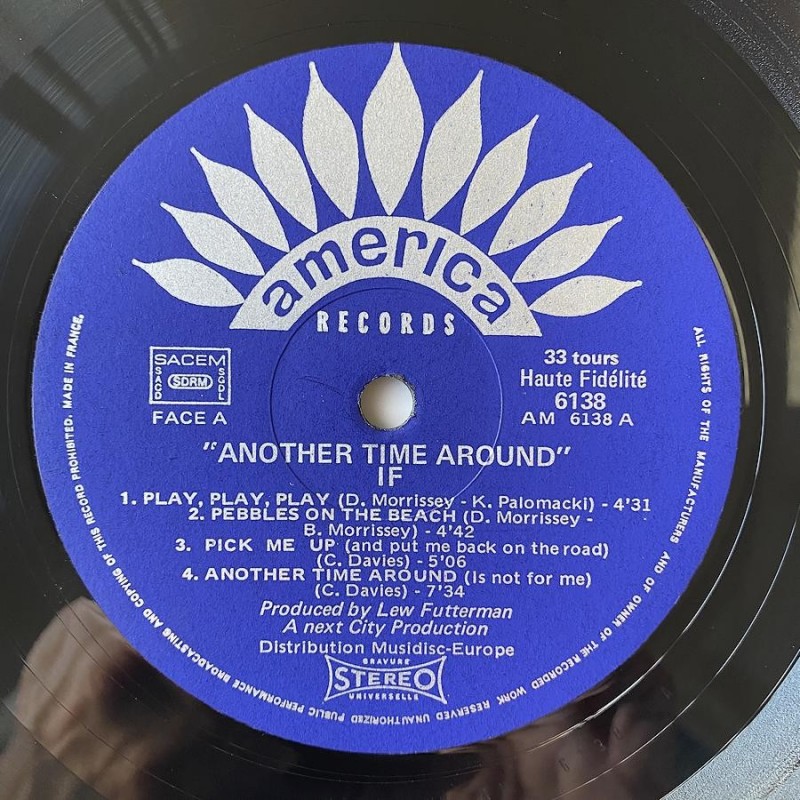 america
RECORDS
SACEM
SACD
SDRM
SGDL
FACE A
33 tours
Haute Fidélité
6138
AM 6138 A
"ANOTHER TIME AROUND"
IF
1. PLAY, PLAY, PLAY (D. Morrissey - K. Palomacki) - 4'31
2. PEBBLES ON THE BEACH (D. Morrissey -
B. Morrissey) - 4'42
3. PICK ME UP (and put me back on the road)
(C. Davies) - 5'06
4. ANOTHER TIME AROUND (Is not for me)
(C. Davies) - 7'34
Produced by Lew Futterman
A next City Production
Distribution Musidisc-Europe
GRAVURE
STEREO
UNIVERSELLE
ALL RIGHTS OF THE MANUFACTURERS AND OF OWNER OF THE RECORDED WORK RESERVED UNAUTHORIZED PUBLIC PERFORMANCE BROADCASTING AND COPYING OF THIS RECORD PROHIBITED. MADE IN FRANCE.